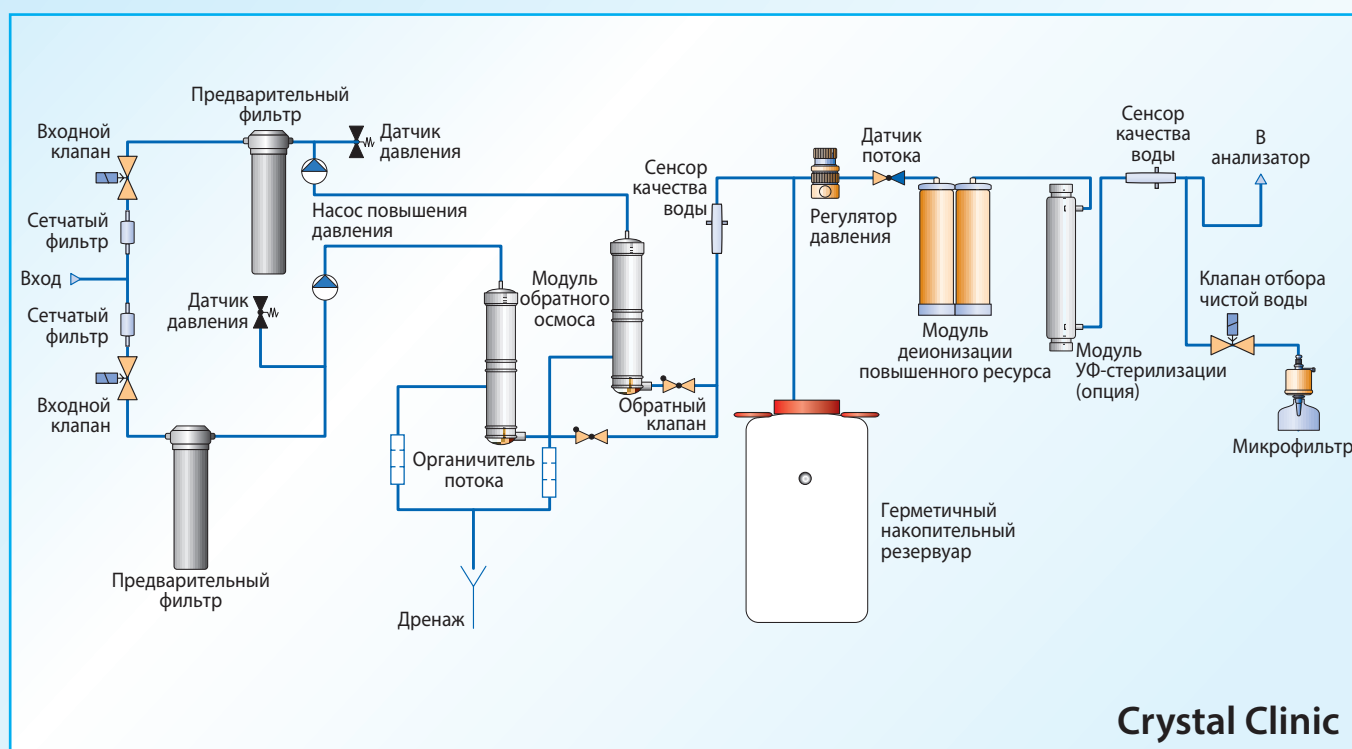 Предварительный
фильтр
Входной
клапан
Датчик
давления
Сетчатый
фильтр
Насос повышения
давления
Вход
Сетчатый
фильтр
Датчик
давления
Входной
клапан
Предварительный
фильтр
Модуль
обратного
осмоса
Обратный
клапан
Органичитель
потока
Дренаж
Сенсор
качества
воды
Регулятор
давления
Датчик
потока
Модуль
деионизации
повышенного ресурса
Герметичный
накопительный
резервуар
Модуль
УФ-стерилизации
(опция)
Сенсор
качества
воды
В
анализатор
Клапан отбора
чистой воды
Микрофильтр
Crystal Clinic